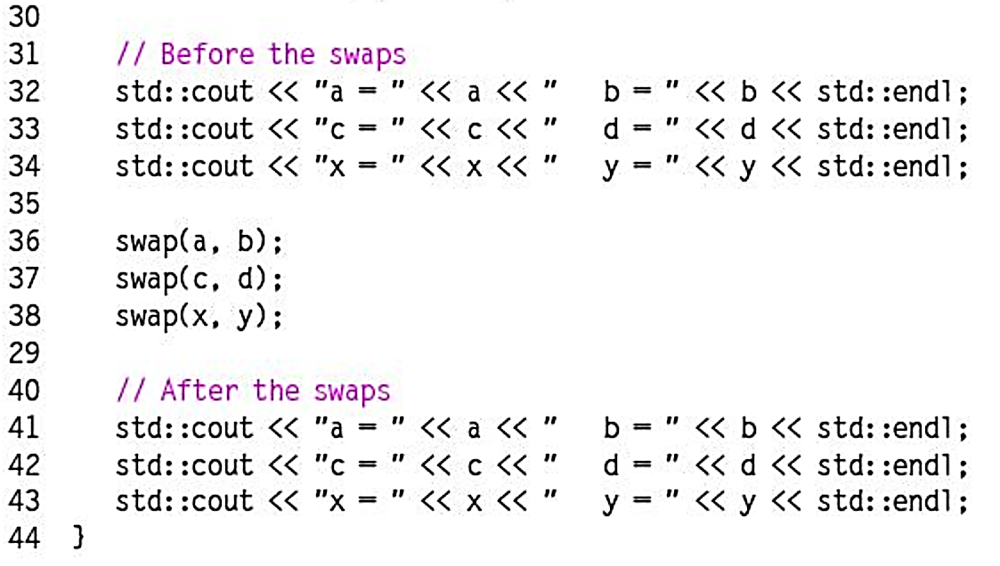 30
31 // Before the swaps
32 std::cout << "a = " << a << "   b = " << b << std::endl;
33 std::cout << "c = " << c << "   d = " << d << std::endl;
34 std::cout << "x = " << x << "   y = " << y << std::endl;
35
36 swap(a, b);
37 swap(c, d);
38 swap(x, y);
29
40 // After the swaps
41 std::cout << "a = " << a << "   b = " << b << std::endl;
42 std::cout << "c = " << c << "   d = " << d << std::endl;
43 std::cout << "x = " << x << "   y = " << y << std::endl;
44 }